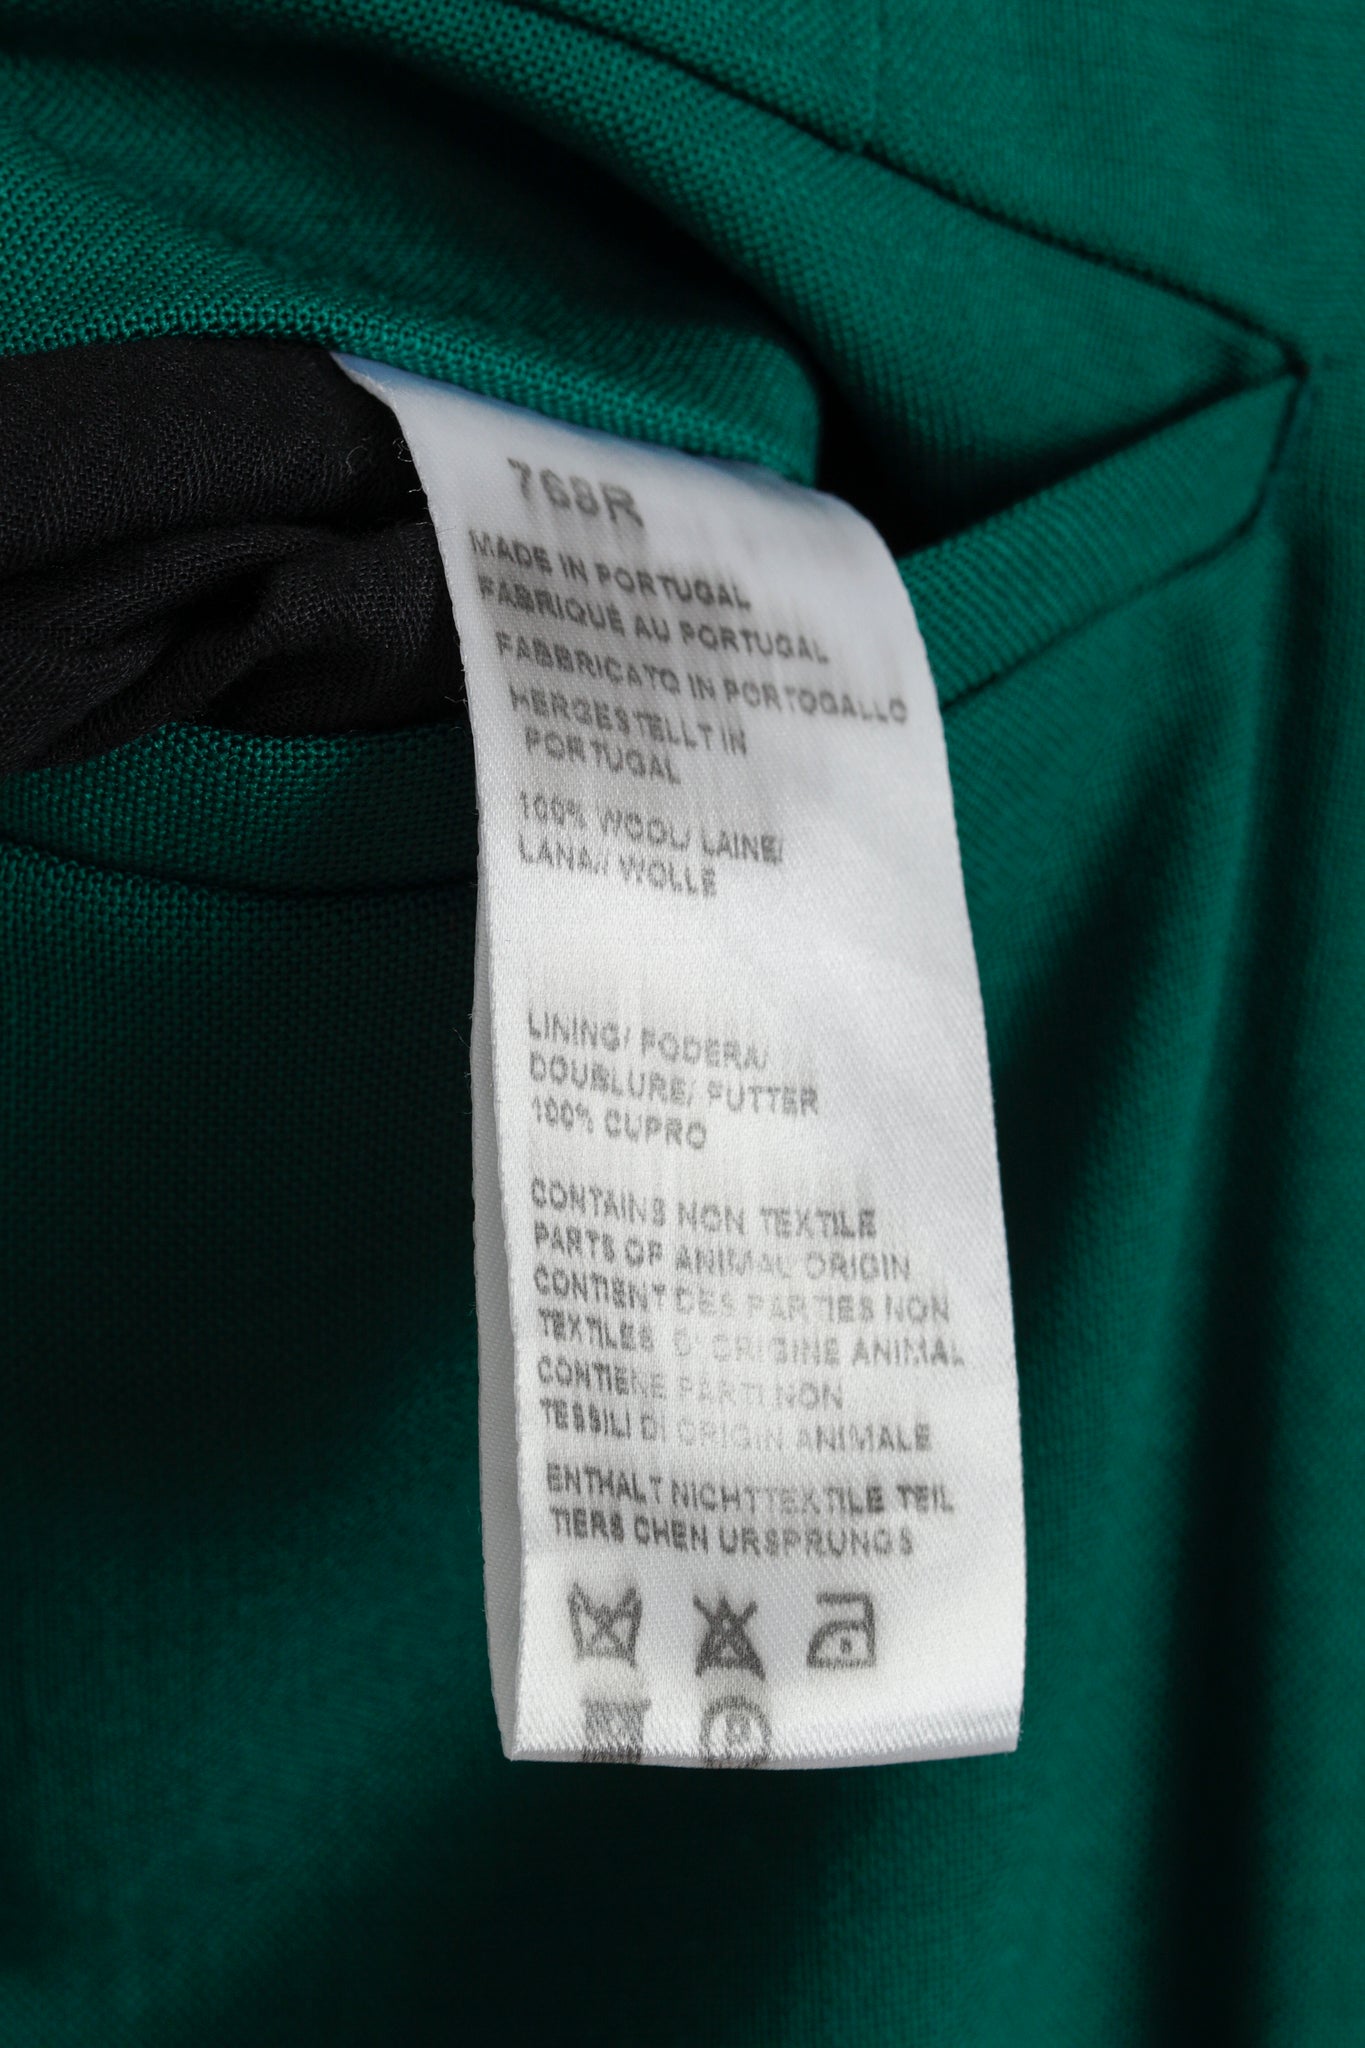 769R
MADE IN PORTUGAL
FABRIQUÉ AU PORTUGAL
FABBRICATO IN PORTOGALLO
HERGESTELLT IN
PORTUGAL
100% WOOL/ LAINE/
LANA// WOLLE
LINING/ FODERA/
DOUBLURE/ FUTTER
100% CUPRO
CONTAINS NON TEXTILE
PARTS OF ANIMAL ORIGIN
CONTIENT DES PARTIES NON
TEXTILES D' ORIGINE ANIMAL
CONTIENE PARTI NON
TESSILI DI ORIGIN ANIMALE
ENTHALT NICHTTEXTILE TEIL
TIERS CHEN URSPRUNGS
P